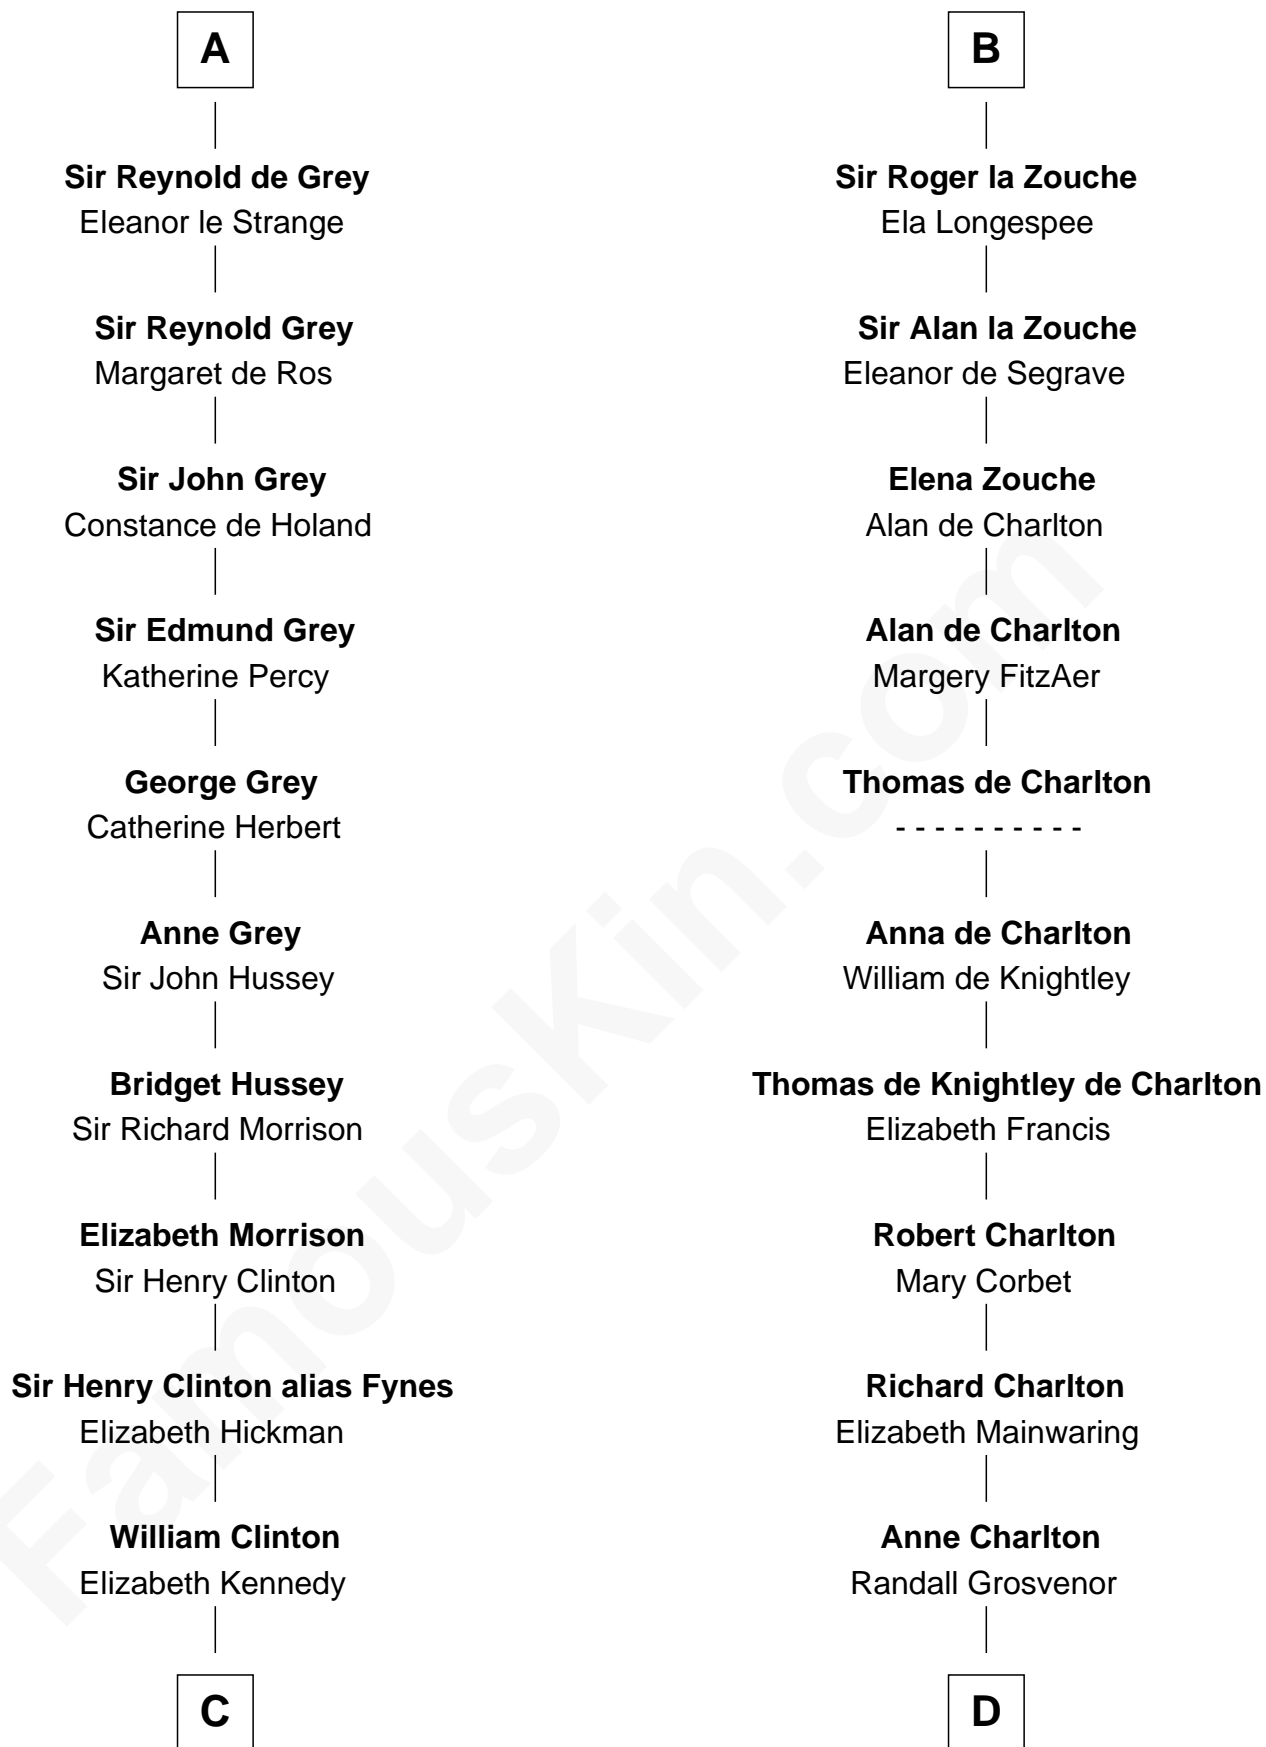 A
Sir Reynold de Grey
Eleanor le Strange
Sir Reynold Grey
Margaret de Ros
Sir John Grey
Constance de Holand
Sir Edmund Grey
Katherine Percy
George Grey
Catherine Herbert
Anne Grey
Sir John Hussey
Bridget Hussey
Sir Richard Morrison
Elizabeth Morrison
Sir Henry Clinton
Sir Henry Clinton alias Fynes
Elizabeth Hickman
William Clinton
Elizabeth Kennedy
C
B
Sir Roger la Zouche
Ela Longespee
Sir Alan la Zouche
Eleanor de Segrave
Elena Zouche
Alan de Charlton
Alan de Charlton
Margery FitzAer
Thomas de Charlton
- - - - - - - - - -
Anna de Charlton
William de Knightley
Thomas de Knightley de Charlton
Elizabeth Francis
Robert Charlton
Mary Corbet
Richard Charlton
Elizabeth Mainwaring
Anne Charlton
Randall Grosvenor
D
FamousKin.com